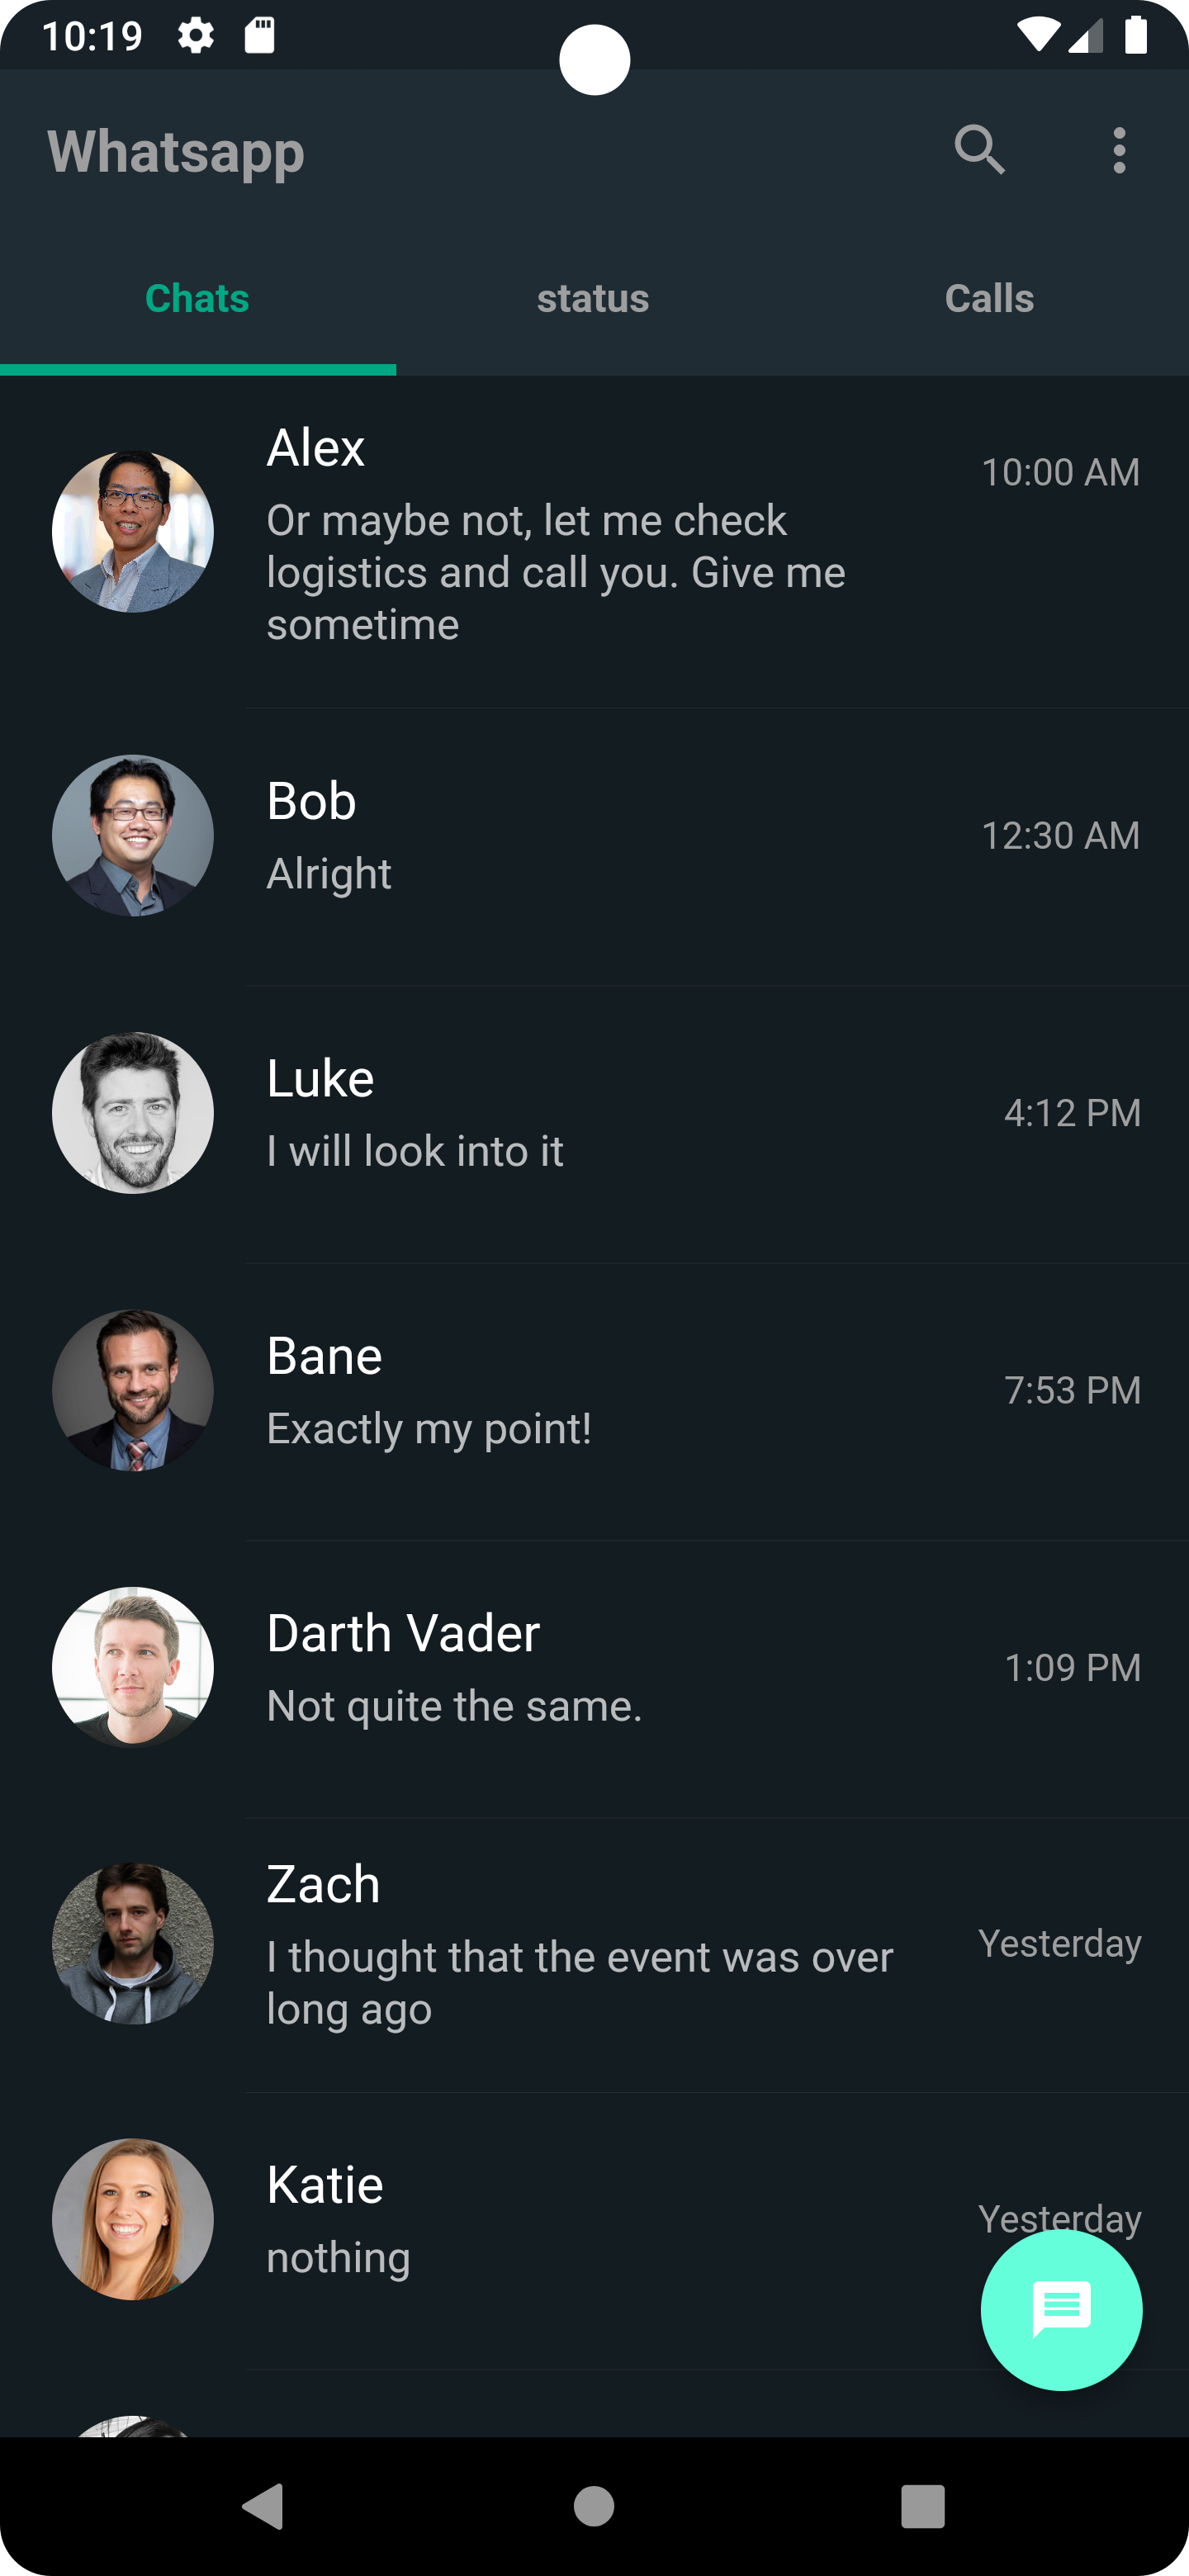 10:19
Whatsapp
Chats status Calls
Alex
10:00 AM
Or maybe not, let me check
logistics and call you. Give me
sometime
Bob
12:30 AM
Alright
Luke
4:12 PM
I will look into it
Bane
7:53 PM
Exactly my point!
Darth Vader
1:09 PM
Not quite the same.
Zach
Yesterday
I thought that the event was over
long ago
Katie
Yesterday
nothing